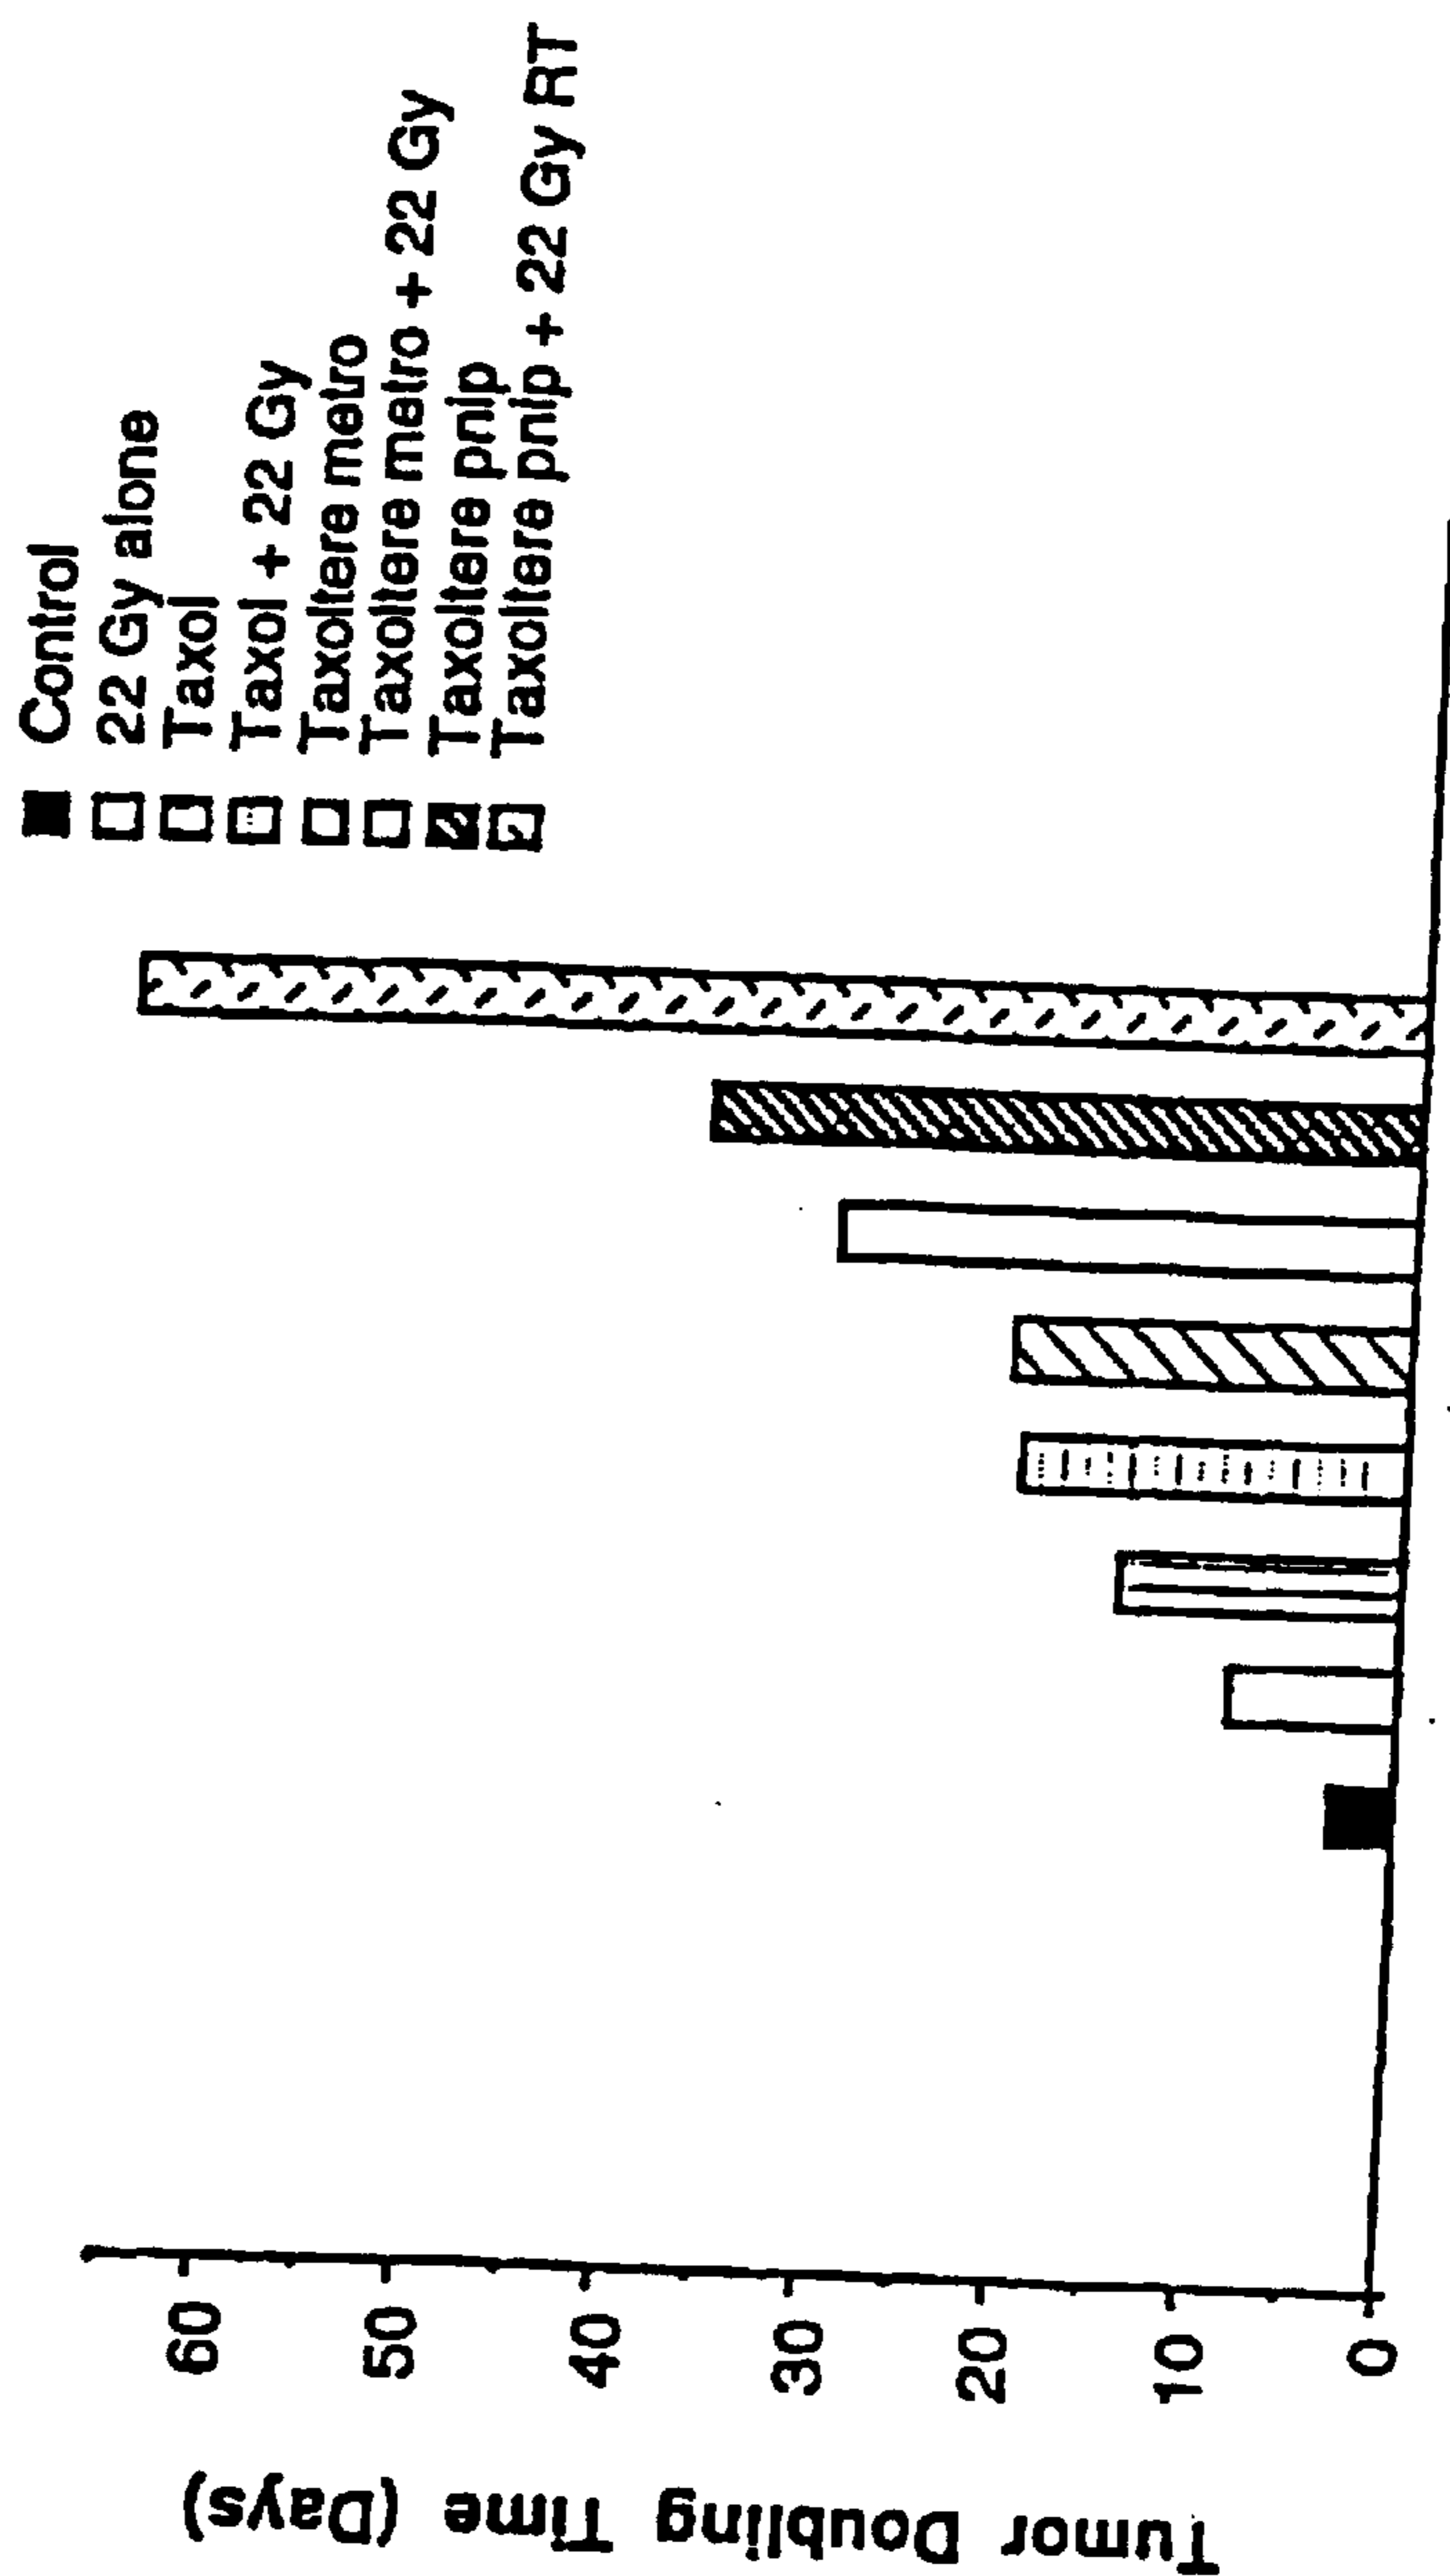 Control
22 Gy alone
Taxol
Taxol + 22 Gy
Taxoltere metro
Taxoltere metro + 22 Gy
Taxoltere pnip
Taxoltere pnip + 22 Gy RT
Tumor Doubling Time (Days)
60
50
40
30
20
10
0